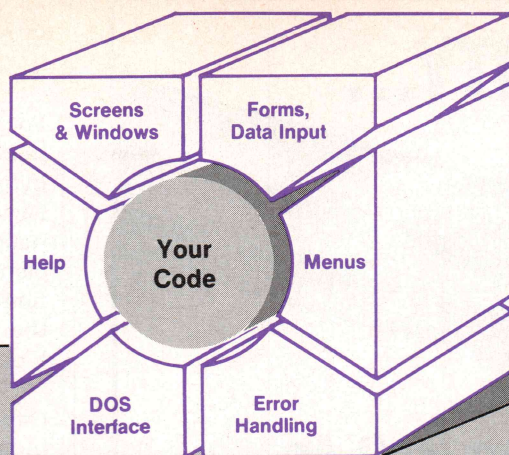 Screens
& Windows
Forms,
Data Input
Help
Your
Code
Menus
DOS
Interface
Error
Handling